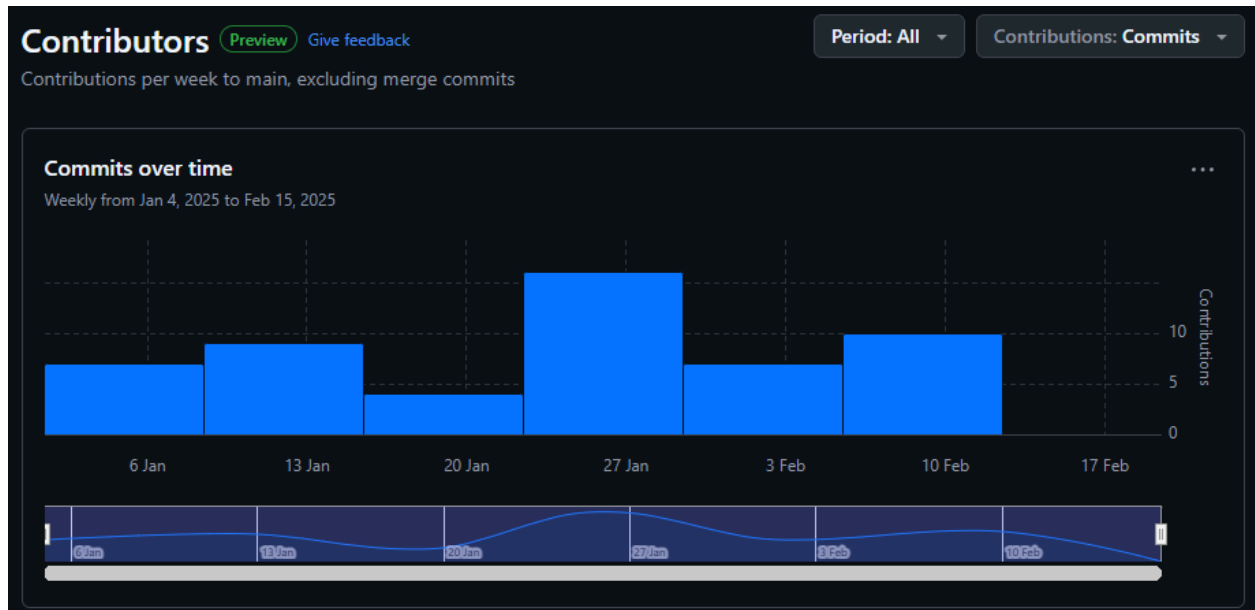 Contributors Preview Give feedback
Period: All
Contributions: Commits
Contributions per week to main, excluding merge commits
Commits over time
Weekly from Jan 4, 2025 to Feb 15, 2025
10
5
0
Contributions
6 Jan 13 Jan 20 Jan 27 Jan 3 Feb 10 Feb 17 Feb
6 Jan 13 Jan 20 Jan 27 Jan 3 Feb 10 Feb